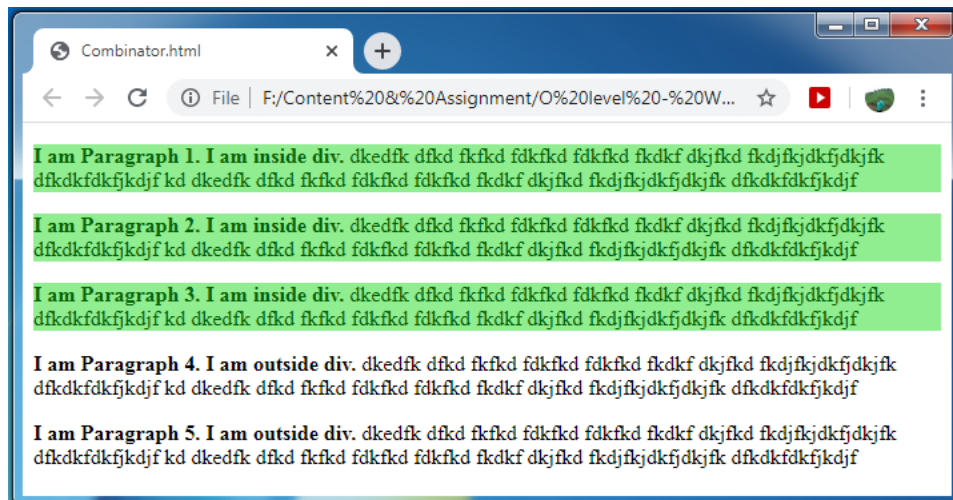 Combinator.html
File F:/Content%20&%20Assignment/O%20level%20-%20W...
I am Paragraph 1. I am inside div. dkedfk dfkd fkfkd fdkfkd fdkfkd fkdkf dkjfkd fkdjfkjdkfjdkjfk
dfkdkfdkfjkdjf kd dkedfk dfkd fkfkd fdkfkd fdkfkd fkdkf dkjfkd fkdjfkjdkfjdkjfk dfkdkfdkfjkdjf
I am Paragraph 2. I am inside div. dkedfk dfkd fkfkd fdkfkd fdkfkd fkdkf dkjfkd fkdjfkjdkfjdkjfk
dfkdkfdkfjkdjf kd dkedfk dfkd fkfkd fdkfkd fdkfkd fkdkf dkjfkd fkdjfkjdkfjdkjfk dfkdkfdkfjkdjf
I am Paragraph 3. I am inside div. dkedfk dfkd fkfkd fdkfkd fdkfkd fkdkf dkjfkd fkdjfkjdkfjdkjfk
dfkdkfdkfjkdjf kd dkedfk dfkd fkfkd fdkfkd fdkfkd fkdkf dkjfkd fkdjfkjdkfjdkjfk dfkdkfdkfjkdjf
I am Paragraph 4. I am outside div. dkedfk dfkd fkfkd fdkfkd fdkfkd fkdkf dkjfkd fkdjfkjdkfjdkjfk
dfkdkfdkfjkdjf kd dkedfk dfkd fkfkd fdkfkd fdkfkd fkdkf dkjfkd fkdjfkjdkfjdkjfk dfkdkfdkfjkdjf
I am Paragraph 5. I am outside div. dkedfk dfkd fkfkd fdkfkd fdkfkd fkdkf dkjfkd fkdjfkjdkfjdkjfk
dfkdkfdkfjkdjf kd dkedfk dfkd fkfkd fdkfkd fdkfkd fkdkf dkjfkd fkdjfkjdkfjdkjfk dfkdkfdkfjkdjf